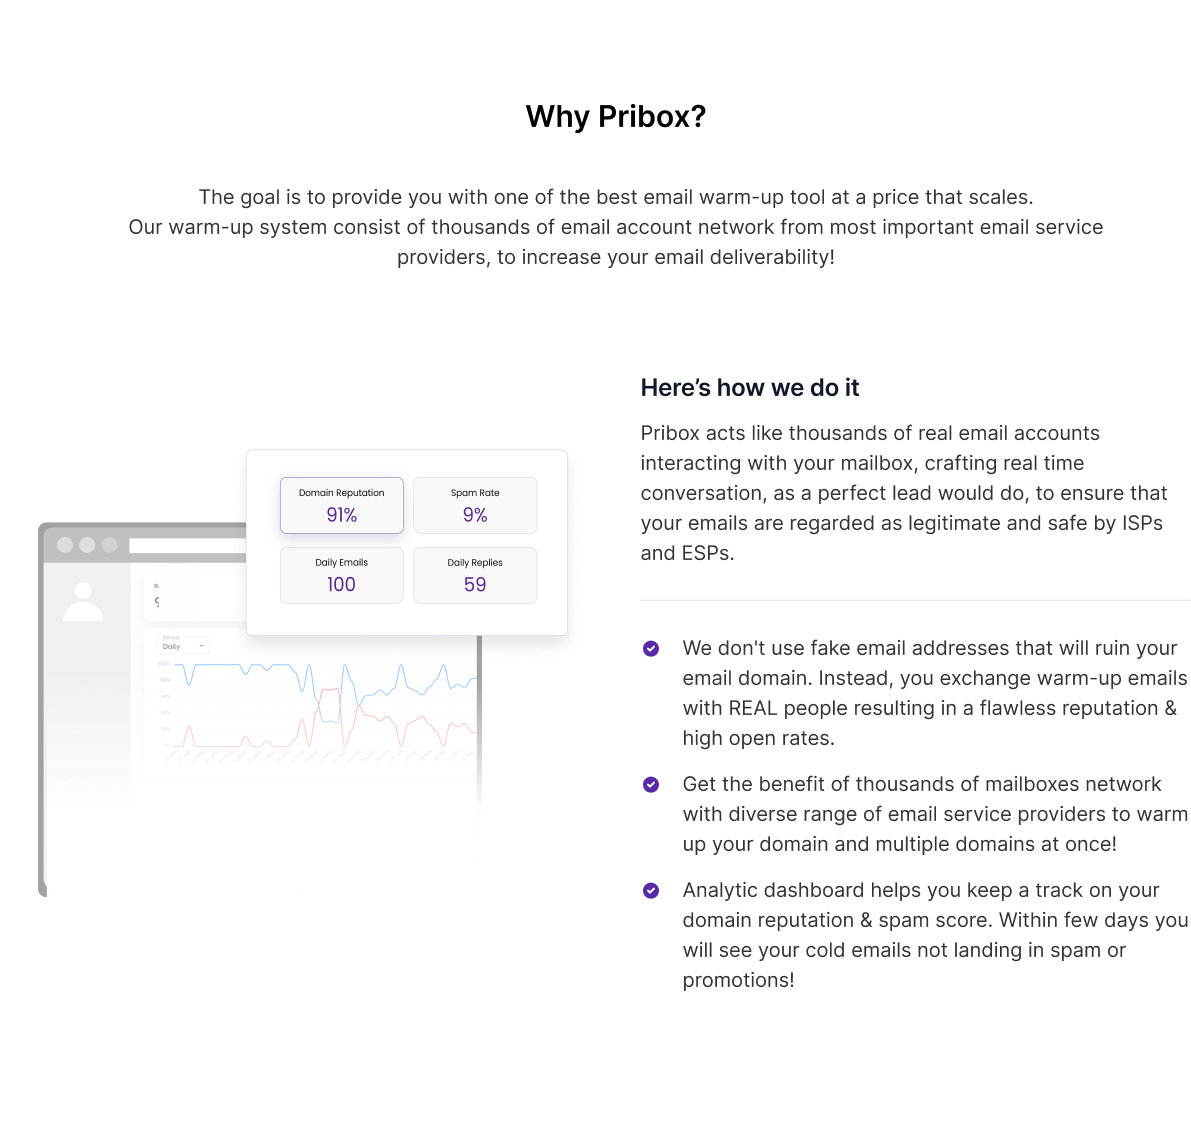 Why Pribox?
The goal is to provide you with one of the best email warm-up tool at a price that scales.
Our warm-up system consist of thousands of email account network from most important email service
providers, to increase your email deliverability!
Domain Reputation
91%
Spam Rate
9%
Daily Emails
100
Daily Replies
59
Period
Daily
100%
80%
60%
40%
20%
0%
Here’s how we do it
Pribox acts like thousands of real email accounts
interacting with your mailbox, crafting real time
conversation, as a perfect lead would do, to ensure that
your emails are regarded as legitimate and safe by ISPs
and ESPs.
We don't use fake email addresses that will ruin your
email domain. Instead, you exchange warm-up emails
with REAL people resulting in a flawless reputation &
high open rates.
Get the benefit of thousands of mailboxes network
with diverse range of email service providers to warm
up your domain and multiple domains at once!
Analytic dashboard helps you keep a track on your
domain reputation & spam score. Within few days you
will see your cold emails not landing in spam or
promotions!